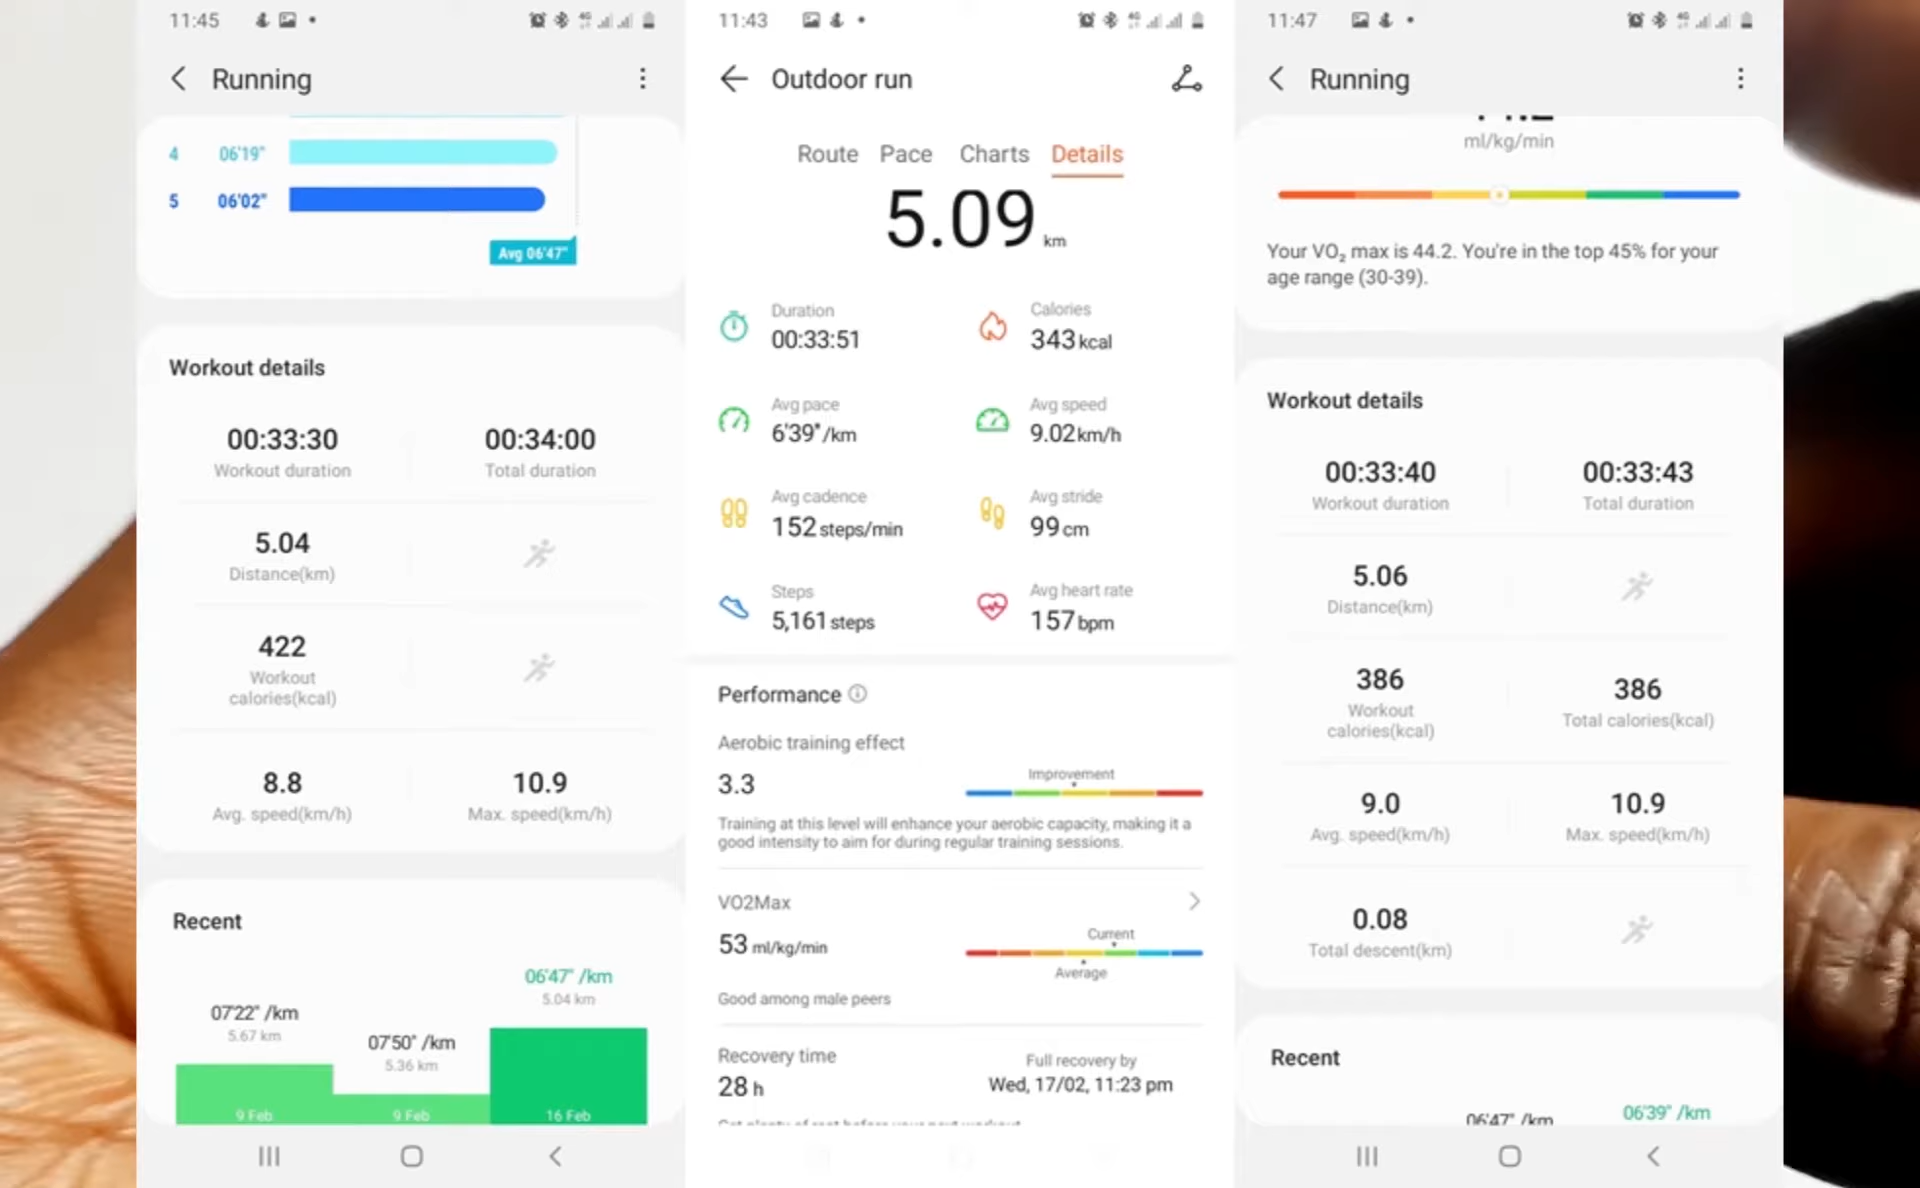 11:45
Running
4 06'19"
5 06'02"
Avg 06'47"
Workout details
00:33:30 00:34:00
Workout duration Total duration
5.04
Distance(km)
422
Workout
calories(kcal)
8.8 10.9
Avg. speed(km/h) Max. speed(km/h)
Recent
06'47" /km
5.04 km
07'22" /km
5.67 km
07'50" /km
5.36 km
9 Feb 9 Feb 16 Feb
11:43
Outdoor run
Route Pace Charts Details
5.09 km
Duration Calories
00:33:51 343 kcal
Avg pace Avg speed
6'39"/km 9.02 km/h
Avg cadence Avg stride
152 steps/min 99 cm
Steps Avg heart rate
5,161 steps 157 bpm
Performance
Aerobic training effect
3.3 Improvement
Training at this level will enhance your aerobic capacity, making it a
good intensity to aim for during regular training sessions.
VO2Max
53 ml/kg/min Current
Average
Good among male peers
Recovery time Full recovery by
28 h Wed, 17/02, 11:23 pm
11:47
Running
ml/kg/min
Your VO₂ max is 44.2. You're in the top 45% for your
age range (30-39).
Workout details
00:33:40 00:33:43
Workout duration Total duration
5.06
Distance(km)
386 386
Workout Total calories(kcal)
calories(kcal)
9.0 10.9
Avg. speed(km/h) Max. speed(km/h)
0.08
Total descent(km)
Recent
06'47" /km 06'39" /km